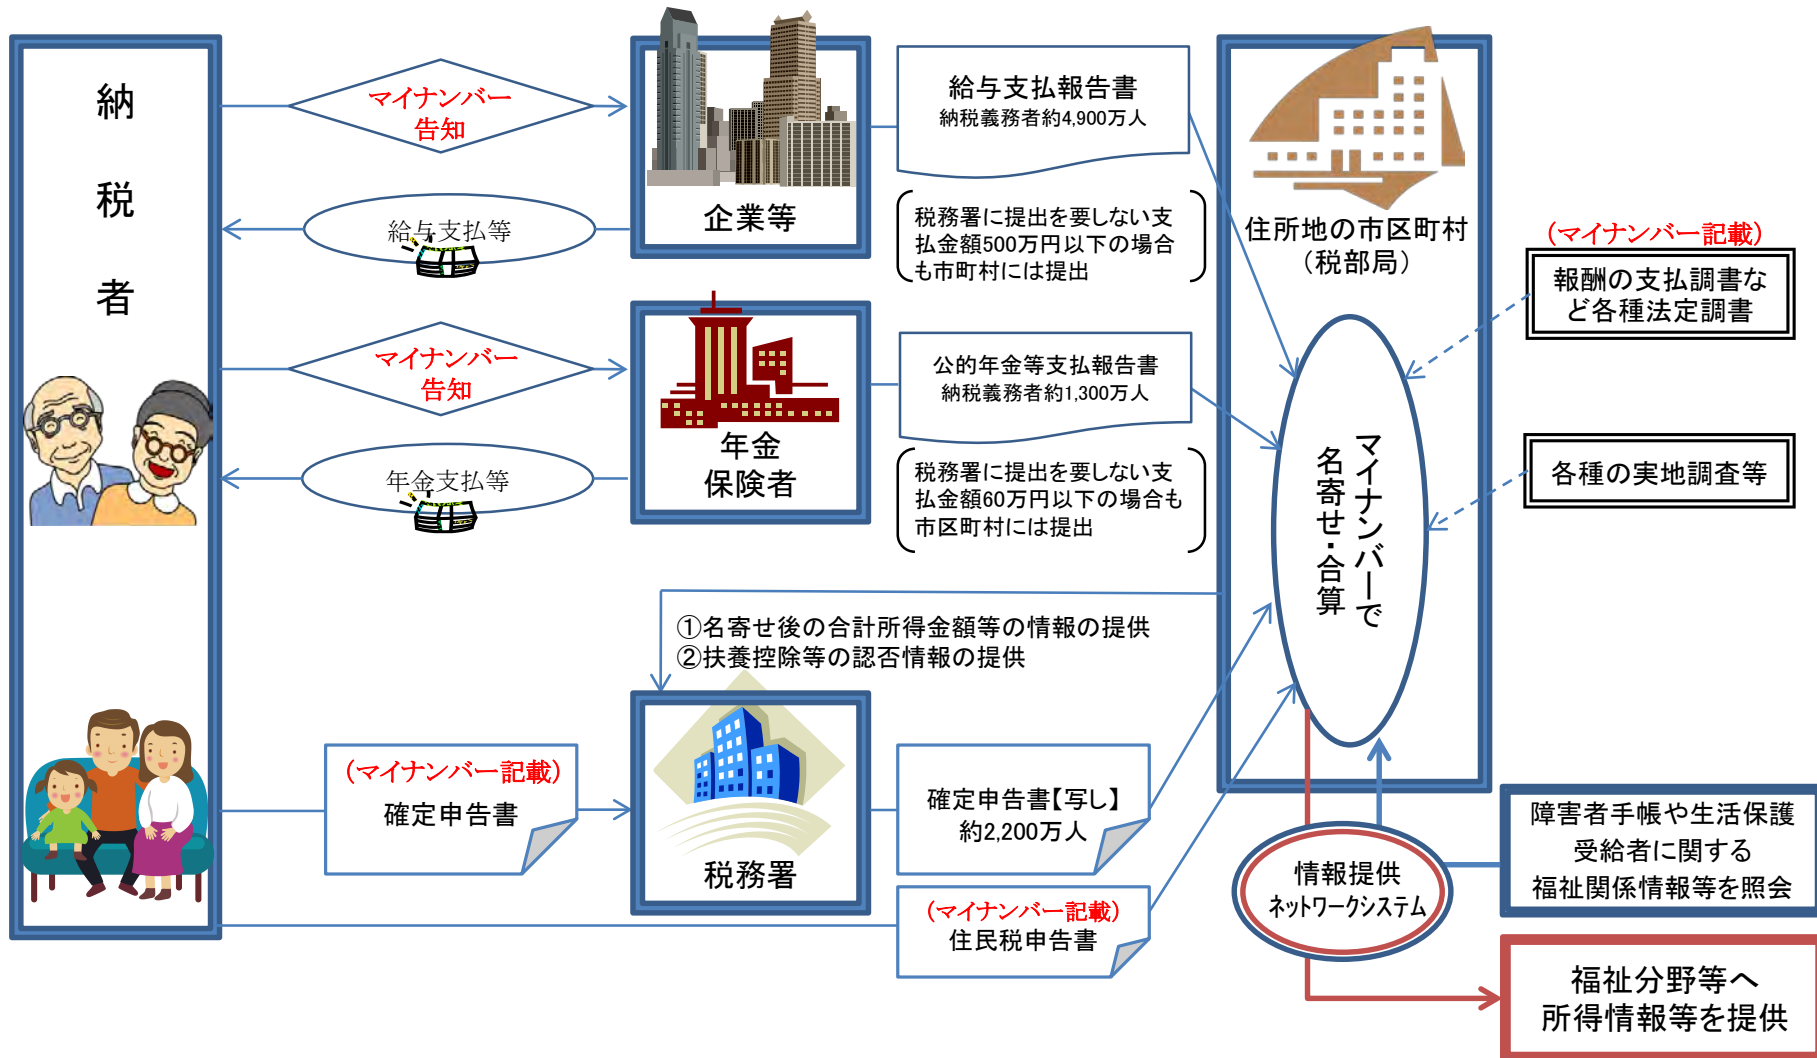 納税者
マイナンバー
告知
給与支払等
企業等
給与支払報告書
納税義務者約4,900万人
税務署に提出を要しない支
払金額500万円以下の場合
も市町村には提出
マイナンバー
告知
年金支払等
年金
保険者
公的年金等支払報告書
納税義務者約1,300万人
税務署に提出を要しない支
払金額60万円以下の場合も
市区町村には提出
住所地の市区町村
（税部局）
マイナンバーで
名寄せ・合算
（マイナンバー記載）
報酬の支払調書な
ど各種法定調書
各種の実地調査等
①名寄せ後の合計所得金額等の情報の提供
②扶養控除等の認否情報の提供
（マイナンバー記載）
確定申告書
税務署
確定申告書【写し】
約2,200万人
（マイナンバー記載）
住民税申告書
情報提供
ネットワークシステム
障害者手帳や生活保護
受給者に関する
福祉関係情報等を照会
福祉分野等へ
所得情報等を提供